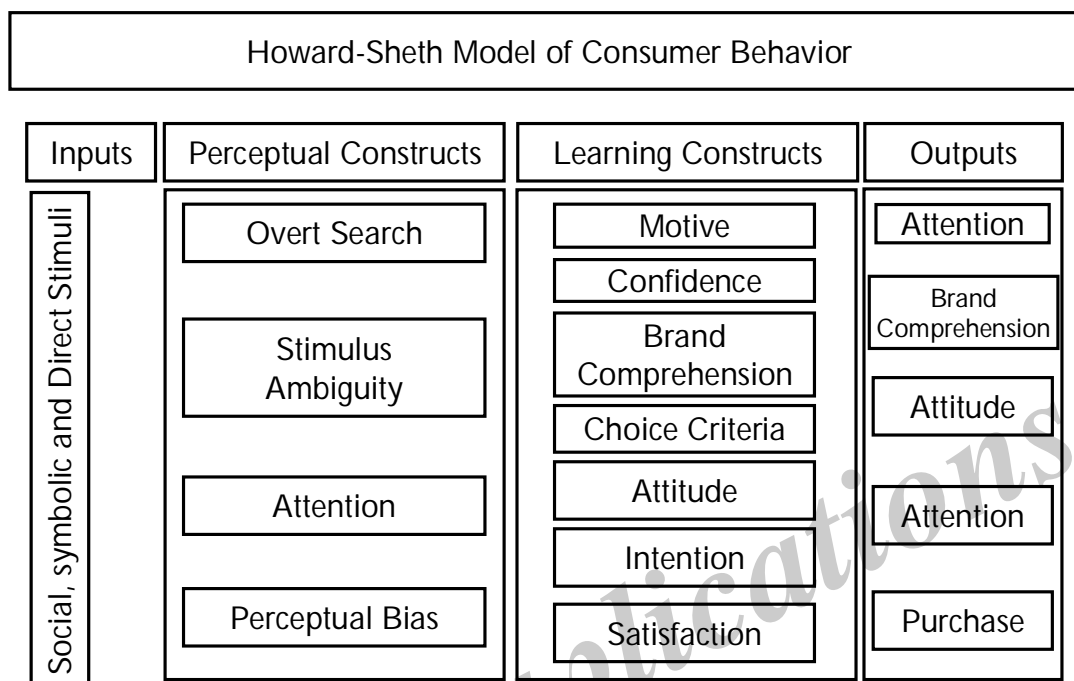 Howard-Sheth Model of Consumer Behavior
Inputs
Perceptual Constructs
Learning Constructs
Outputs
Social, symbolic and Direct Stimuli
Overt Search
Stimulus
Ambiguity
Attention
Perceptual Bias
Motive
Confidence
Brand
Comprehension
Choice Criteria
Attitude
Intention
Satisfaction
Attention
Brand
Comprehension
Attitude
Attention
Purchase